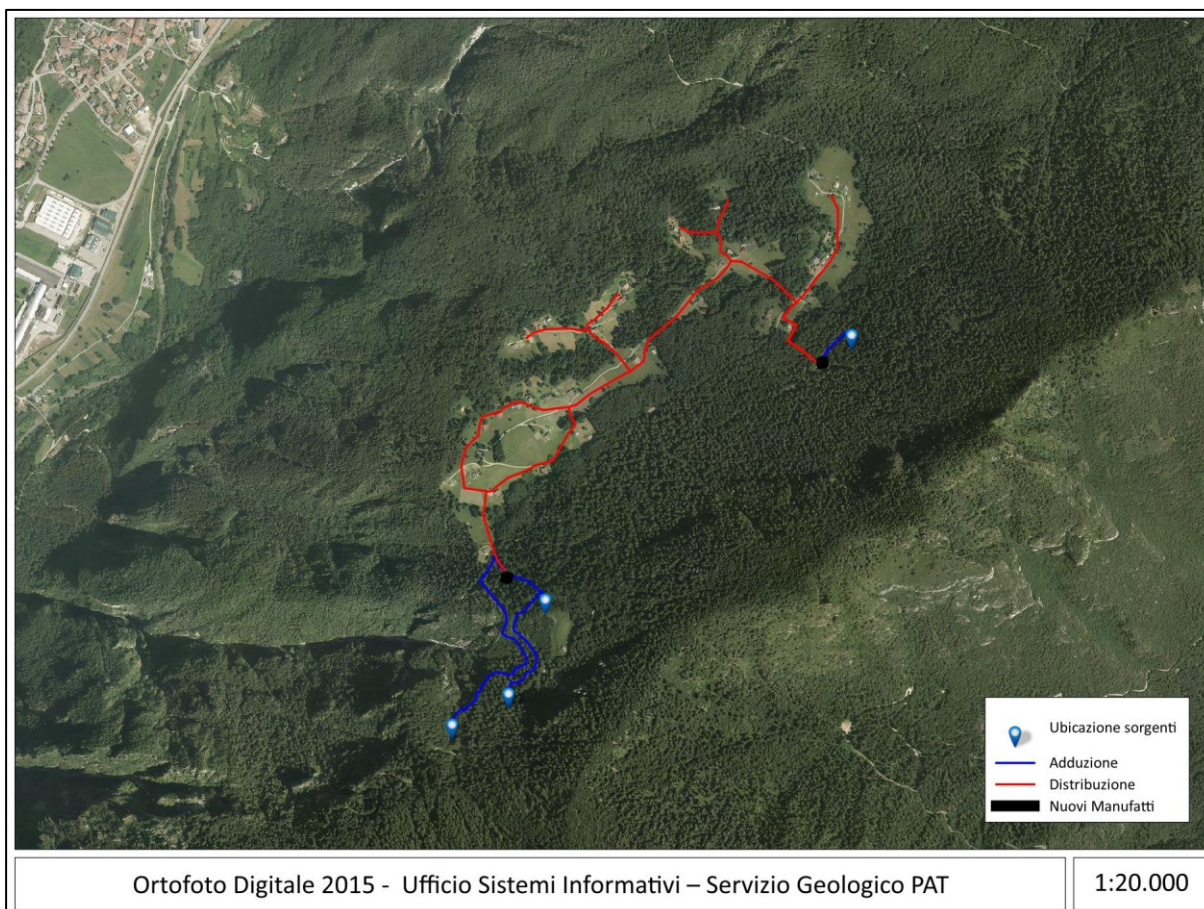 Ubicazione sorgenti
Adduzione
Distribuzione
Nuovi Manufatti
Ortofoto Digitale 2015 - Ufficio Sistemi Informativi – Servizio Geologico PAT
1:20.000